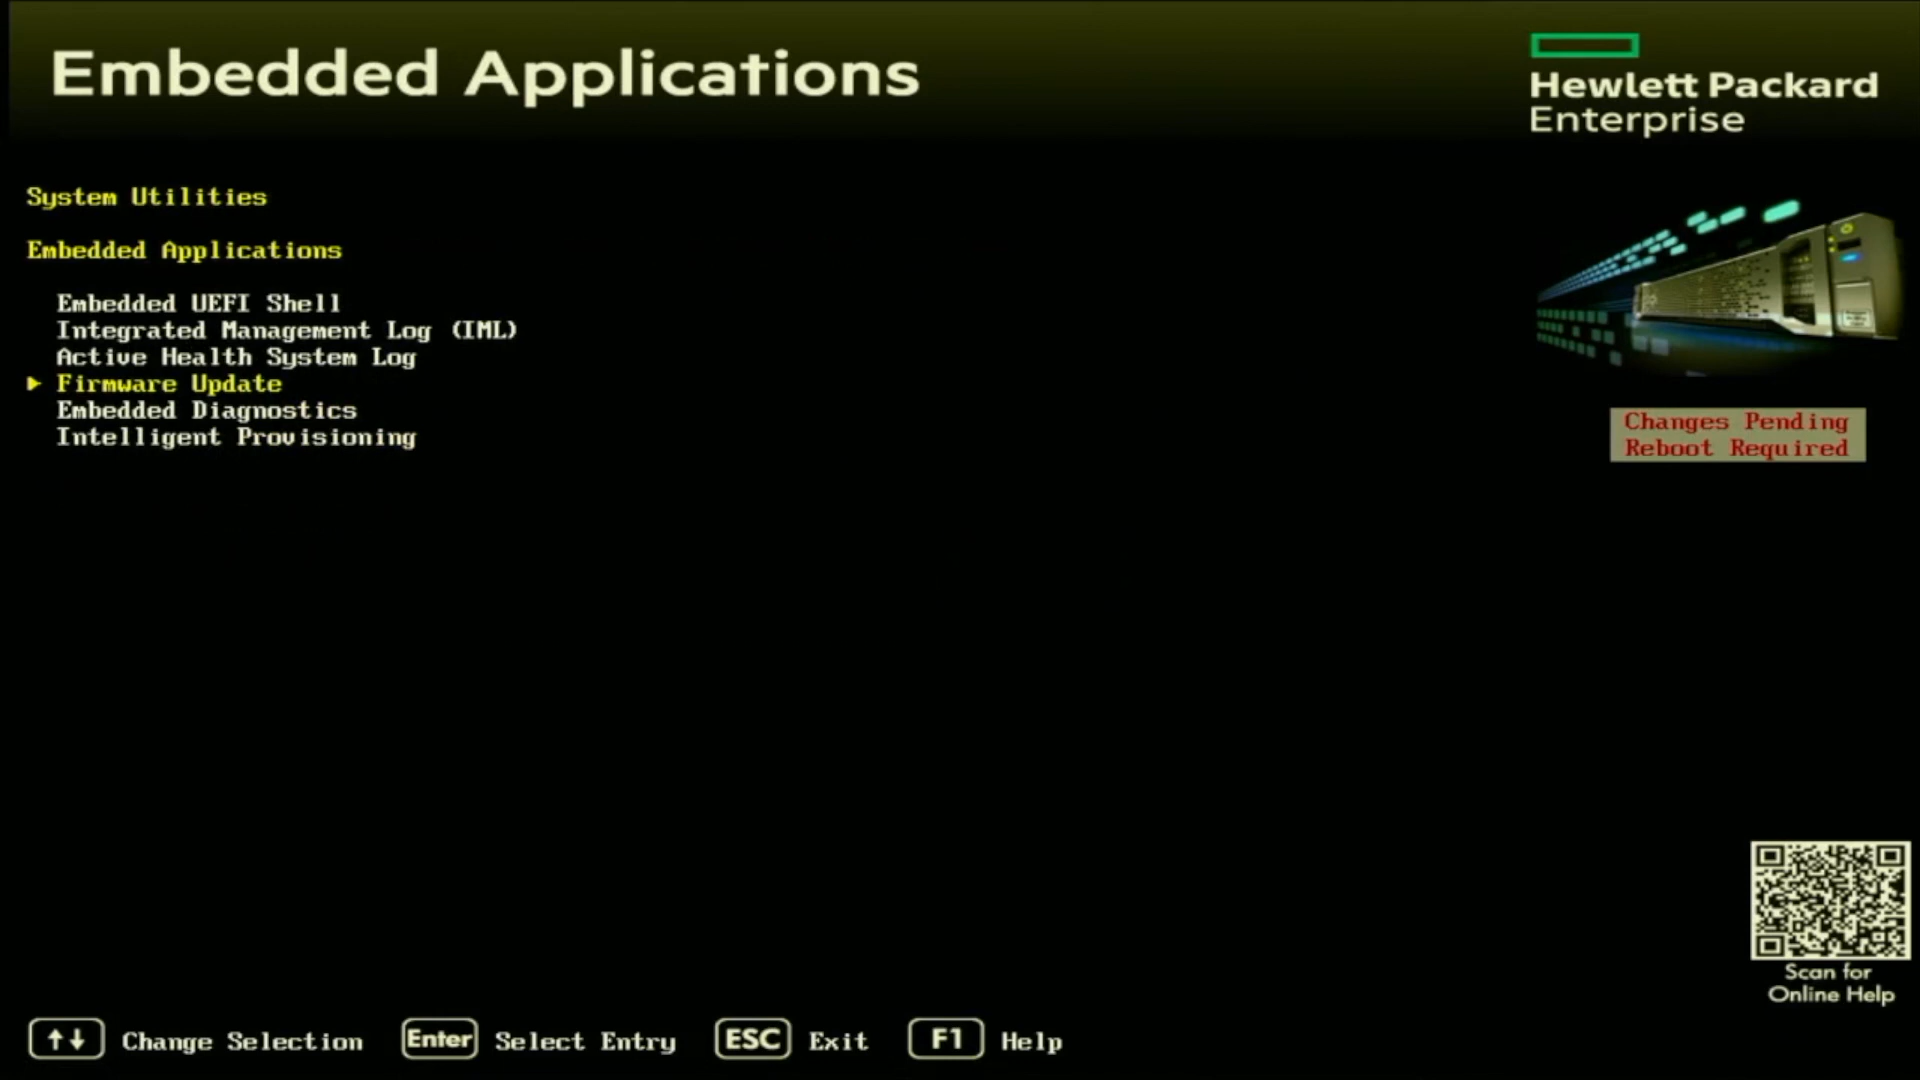 Embedded Applications
Hewlett Packard
Enterprise
System Utilities
Embedded Applications
Embedded UEFI Shell
Integrated Management Log (IML)
Active Health System Log
Firmware Update
Embedded Diagnostics
Intelligent Provisioning
Changes Pending
Reboot Required
Scan for
Online Help
↑↓ Change Selection Enter Select Entry ESC Exit F1 Help